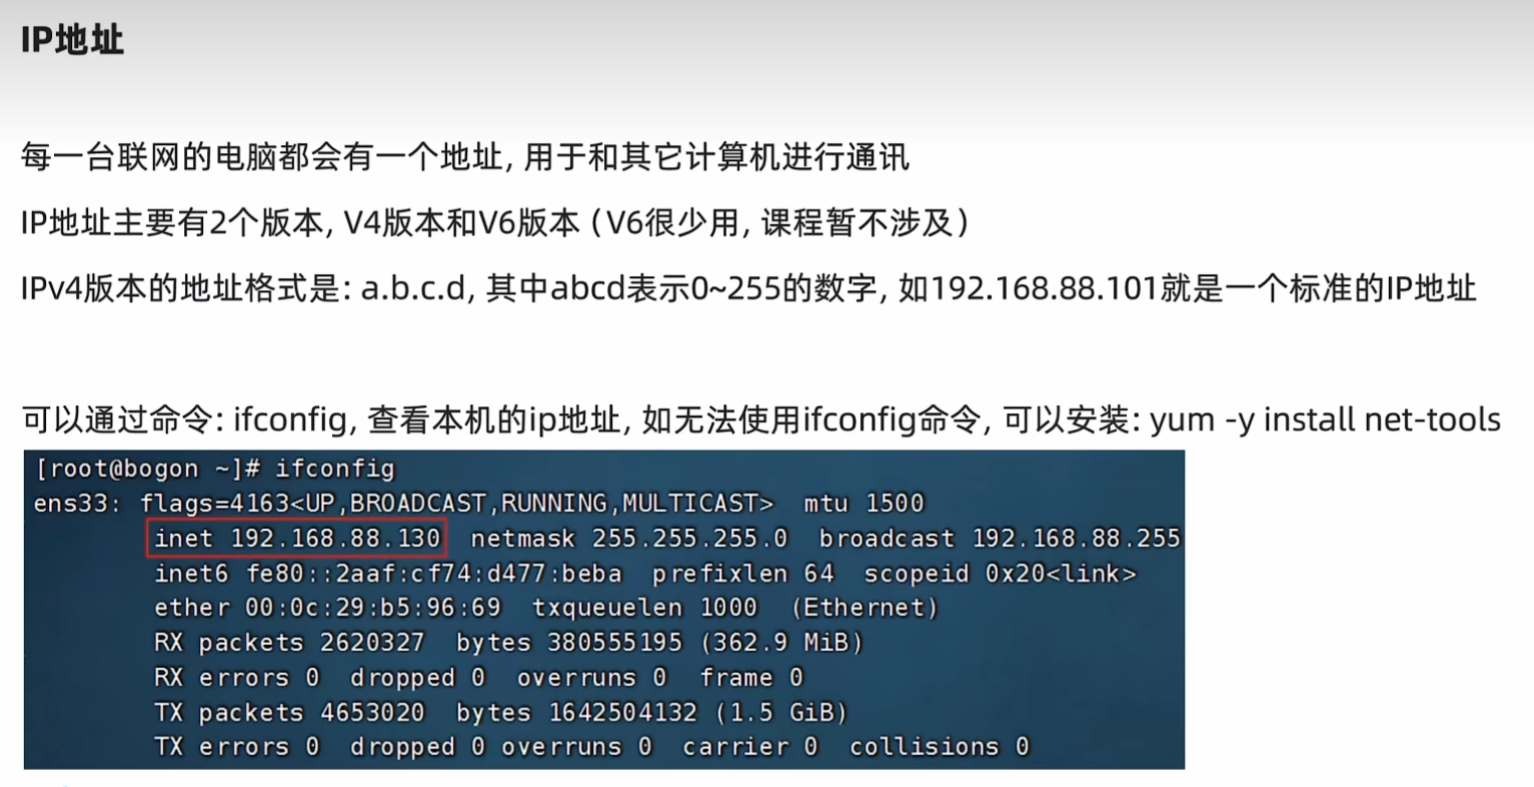 IP地址
每一台联网的电脑都会有一个地址, 用于和其它计算机进行通讯
IP地址主要有2个版本, V4版本和V6版本 ( V6很少用, 课程暂不涉及 )
IPv4版本的地址格式是: a.b.c.d, 其中abcd表示0~255的数字, 如192.168.88.101就是一个标准的IP地址
可以通过命令: ifconfig, 查看本机的ip地址, 如无法使用ifconfig命令, 可以安装: yum -y install net-tools
[root@bogon ~]# ifconfig
ens33: flags=4163<UP,BROADCAST,RUNNING,MULTICAST>  mtu 1500
inet 192.168.88.130  netmask 255.255.255.0  broadcast 192.168.88.255
inet6 fe80::2aaf:cf74:d477:beba  prefixlen 64  scopeid 0x20<link>
ether 00:0c:29:b5:96:69  txqueuelen 1000  (Ethernet)
RX packets 2620327  bytes 380555195 (362.9 MiB)
RX errors 0  dropped 0  overruns 0  frame 0
TX packets 4653020  bytes 1642504132 (1.5 GiB)
TX errors 0  dropped 0 overruns 0  carrier 0  collisions 0